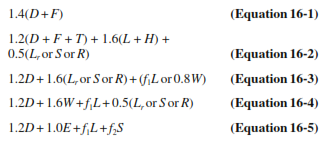 1.4(D+F) (Equation 16-1)
1.2(D + F + T) + 1.6(L + H) +
0.5(Lᵣ or S or R) (Equation 16-2)
1.2D + 1.6(Lᵣ or S or R) + (f₁L or 0.8W) (Equation 16-3)
1.2D + 1.6W + f₁L + 0.5(Lᵣ or S or R) (Equation 16-4)
1.2D + 1.0E + f₁L + f₂S (Equation 16-5)